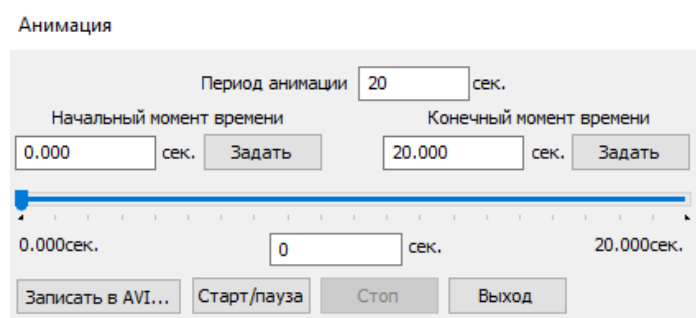 Анимация
Период анимации 20 сек.
Начальный момент времени Конечный момент времени
0.000 сек. Задать 20.000 сек. Задать
0.000сек. 0 сек. 20.000сек.
Записать в AVI... Старт/пауза Стоп Выход